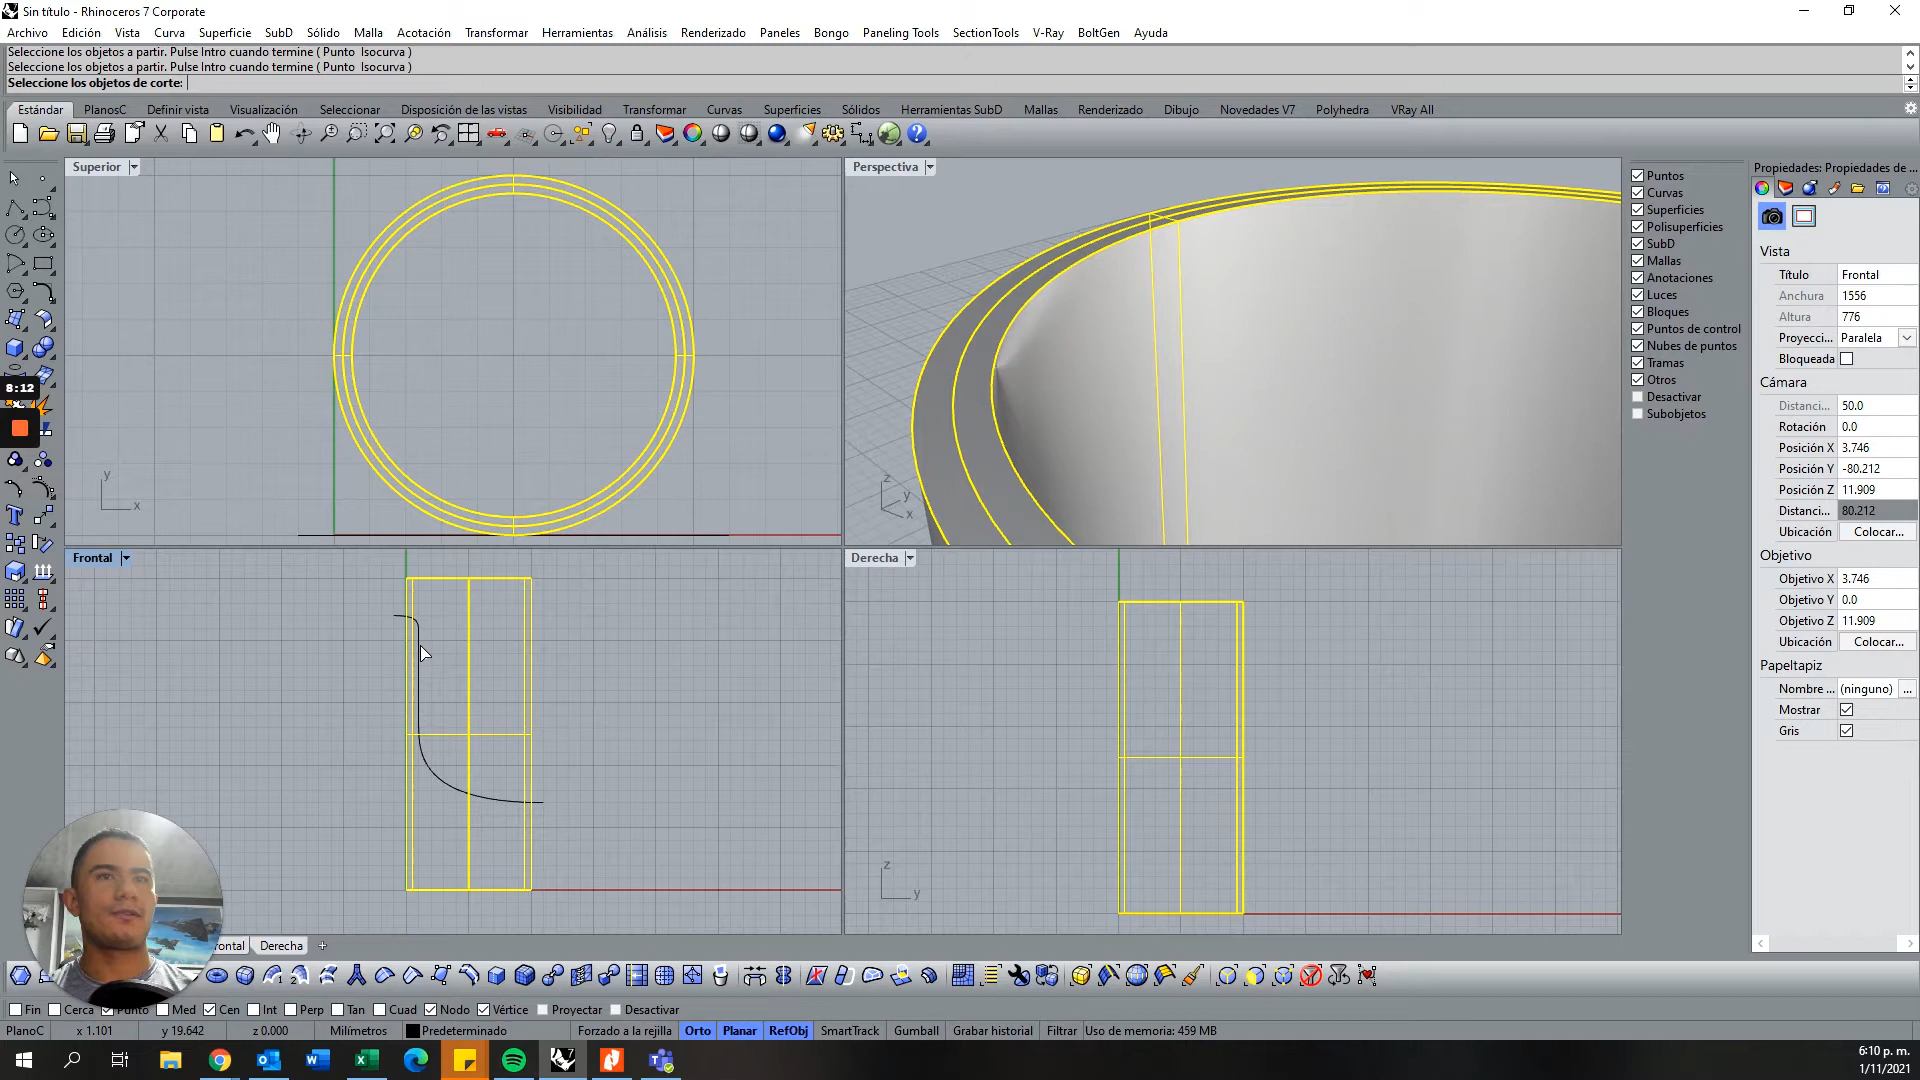 Sin título - Rhinoceros 7 Corporate
Archivo Edición Vista Curva Superficie SubD Sólido Malla Acotación Transformar Herramientas Análisis Renderizado Paneles Bongo Paneling Tools SectionTools V-Ray BoltGen Ayuda
Seleccione los objetos a partir. Pulse Intro cuando termine ( Punto Isocurva )
Seleccione los objetos a partir. Pulse Intro cuando termine ( Punto Isocurva )
Seleccione los objetos de corte:
Estándar PlanosC Definir vista Visualización Seleccionar Disposición de las vistas Visibilidad Transformar Curvas Superficies Sólidos Herramientas SubD Mallas Renderizado Dibujo Novedades V7 Polyhedra VRay All
Superior
Perspectiva
Frontal
Derecha
y
x
z
y
x
z
y
8:12
Puntos
Curvas
Superficies
Polisuperficies
SubD
Mallas
Anotaciones
Luces
Bloques
Puntos de control
Nubes de puntos
Tramas
Otros
Desactivar
Subobjetos
Propiedades: Propiedades de ...
Vista
Título Frontal
Anchura 1556
Altura 776
Proyecci... Paralela
Bloqueada
Cámara
Distanci... 50.0
Rotación 0.0
Posición X 3.746
Posición Y -80.212
Posición Z 11.909
Distanci... 80.212
Ubicación Colocar...
Objetivo
Objetivo X 3.746
Objetivo Y 0.0
Objetivo Z 11.909
Ubicación Colocar...
Papeltapiz
Nombre ... (ninguno) ...
Mostrar
Gris
ontal Derecha
Fin Cerca Punto Med Cen Int Perp Tan Cuad Nodo Vértice Proyectar Desactivar
PlanoC x 1.101 y 19.642 z 0.000 Milímetros Predeterminado Forzado a la rejilla Orto Planar RefObj SmartTrack Gumball Grabar historial Filtrar Uso de memoria: 459 MB
6:10 p. m.
1/11/2021